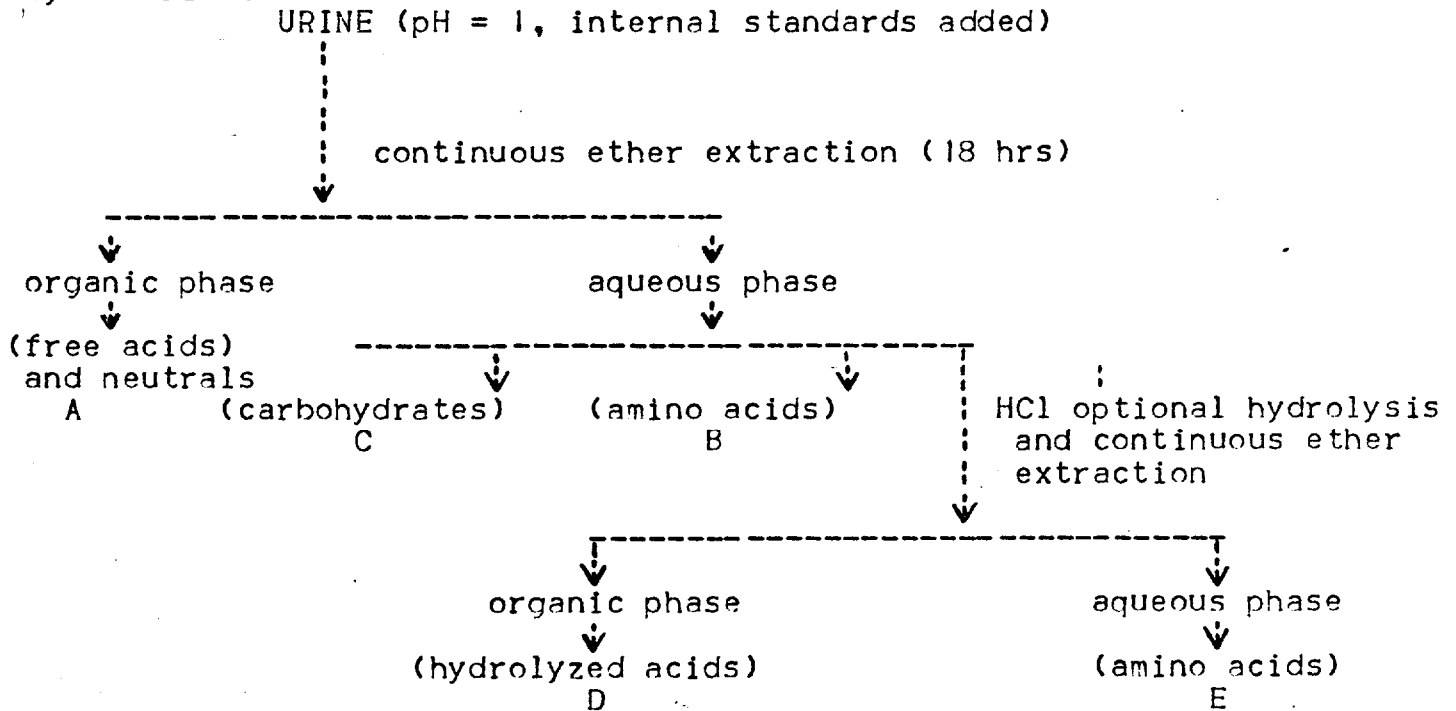 URINE (pH = 1, internal standards added)
continuous ether extraction (18 hrs)
organic phase
aqueous phase
(free acids)
and neutrals
A
(carbohydrates)
C
(amino acids)
B
HCl optional hydrolysis
and continuous ether
extraction
organic phase
aqueous phase
(hydrolyzed acids)
D
(amino acids)
E